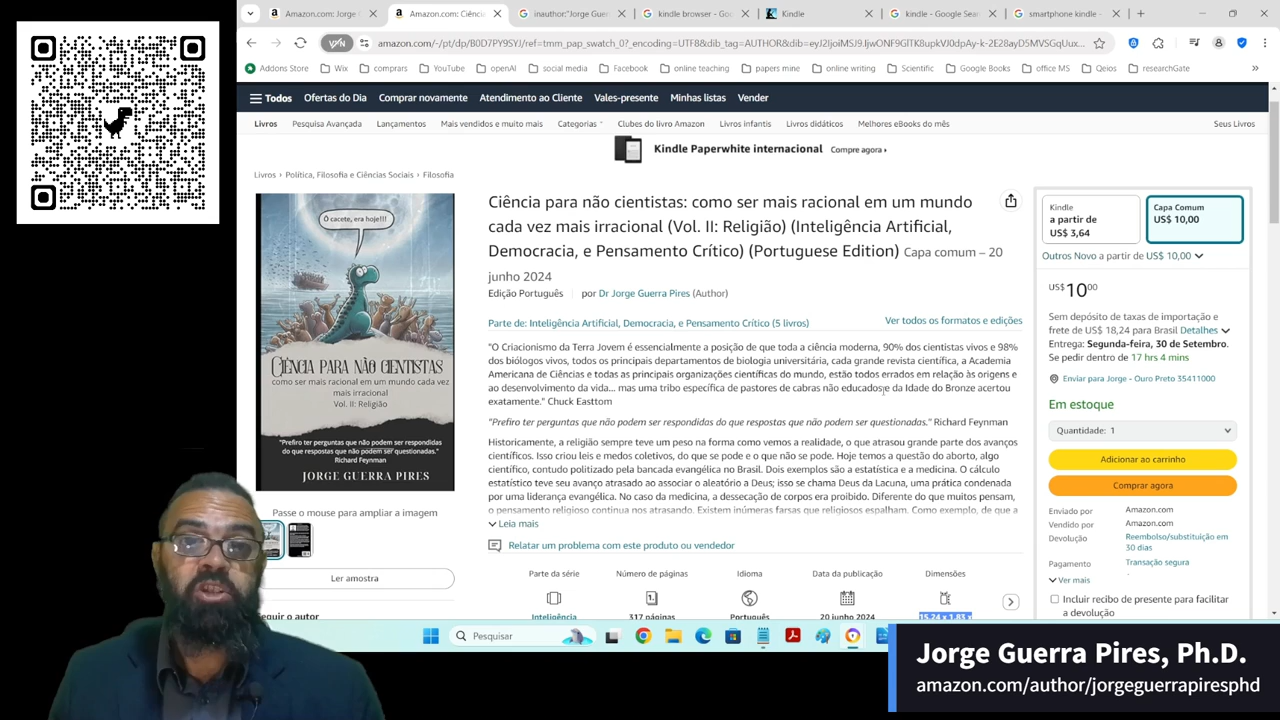 Amazon.com: Jorge
Amazon.com: Ciênci
inauthor:"Jorge Guer
kindle browser - Goo
Kindle
kindle - Google Sear
smartphone kindle -
VPN
amazon.com/-/pt/dp/B0D7PY9SYJ/ref=tmm_pap_swatch_0?_encoding=UTF8&dib_tag=AUTHOR&dib=
Addons Store
Wix
comprars
YouTube
openAI
social media
Facebook
online teaching
papers mine
online writing
Scientific
Google Books
office MS
Qeios
researchGate
Todos
Ofertas do Dia
Comprar novamente
Atendimento ao Cliente
Vales-presente
Minhas listas
Vender
Livros
Pesquisa Avançada
Lançamentos
Mais vendidos e muito mais
Categorias
Clubes do livro Amazon
Livros infantis
Livros didáticos
Melhores eBooks do mês
Seus Livros
Kindle Paperwhite internacional Compre agora ›
Livros › Política, Filosofia e Ciências Sociais › Filosofia
Ó cacete, era hoje!!!
CIÊNCIA PARA NÃO CIENTISTAS
como ser mais racional em um mundo cada vez
mais irracional
Vol. II: Religião
"Prefiro ter perguntas que não podem ser respondidas
do que respostas que não podem ser questionadas."
Richard Feynman
JORGE GUERRA PIRES
Passe o mouse para ampliar a imagem
Ler amostra
guir o autor
Ciência para não cientistas: como ser mais racional em um mundo
cada vez mais irracional (Vol. II: Religião) (Inteligência Artificial,
Democracia, e Pensamento Crítico) (Portuguese Edition) Capa comum – 20
junho 2024
Edição Português
por Dr Jorge Guerra Pires (Author)
Parte de: Inteligência Artificial, Democracia, e Pensamento Crítico (5 livros)
Ver todos os formatos e edições
"O Criacionismo da Terra Jovem é essencialmente a posição de que toda a ciência moderna, 90% dos cientistas vivos e 98%
dos biólogos vivos, todos os principais departamentos de biologia universitária, cada grande revista científica, a Academia
Americana de Ciências e todas as principais organizações científicas do mundo, estão todos errados em relação às origens e
ao desenvolvimento da vida... mas uma tribo específica de pastores de cabras não educados e da Idade do Bronze acertou
exatamente." Chuck Easttom
"Prefiro ter perguntas que não podem ser respondidas do que respostas que não podem ser questionadas." Richard Feynman
Historicamente, a religião sempre teve um peso na forma como vemos a realidade, o que atrasou grande parte dos avanços
científicos. Isso criou leis e medos coletivos, do que se pode e o que não se pode. Hoje temos a questão do aborto, algo
científico, contudo politizado pela bancada evangélica no Brasil. Dois exemplos são a estatística e a medicina. O cálculo
estatístico teve seu avanço atrasado ao associar o aleatório a Deus; isso se chama Deus da Lacuna, uma prática condenada
por uma liderança evangélica. No caso da medicina, a dessecação de corpos era proibido. Diferente do que muitos pensam,
o pensamento religioso continua nos atrasando. Existem inúmeras farsas que religiosos espalham. Como exemplo, de que a
Leia mais
Relatar um problema com este produto ou vendedor
Parte da série
Número de páginas
Idioma
Data da publicação
Dimensões
Inteligência
317 páginas
Português
20 junho 2024
15.24 x 1.83 x
Kindle
a partir de
US$ 3,64
Capa Comum
US$ 10,00
Outros Novo a partir de US$ 10,00
US$ 10 00
Sem depósito de taxas de importação e
frete de US$ 18,24 para Brasil Detalhes
Entrega: Segunda-feira, 30 de Setembro.
Se pedir dentro de 17 hrs 4 mins
Enviar para Jorge - Ouro Preto 35411000
Em estoque
Quantidade: 1
Adicionar ao carrinho
Comprar agora
Enviado por Amazon.com
Vendido por Amazon.com
Devolução Reembolso/substituição em
30 dias
Pagamento Transação segura
Ver mais
Incluir recibo de presente para facilitar
a devolução
Pesquisar
Jorge Guerra Pires, Ph.D.
amazon.com/author/jorgeguerrapiresphd